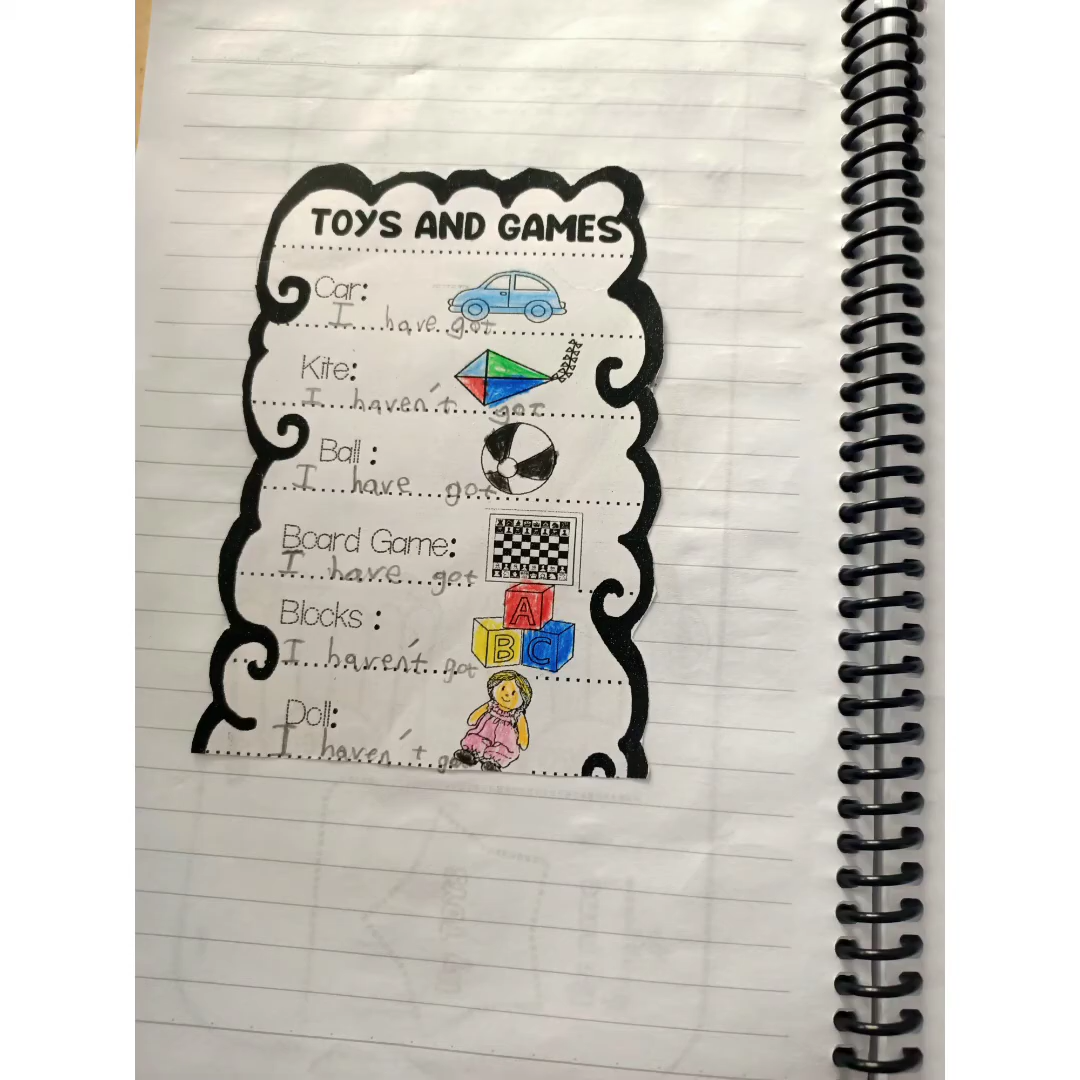 TOYS AND GAMES
Car:
I have got
Kite:
I haven't got
Ball :
I have got
Board Game:
I have got
Blocks :
I haven't got
A
B C
Doll:
I haven't got